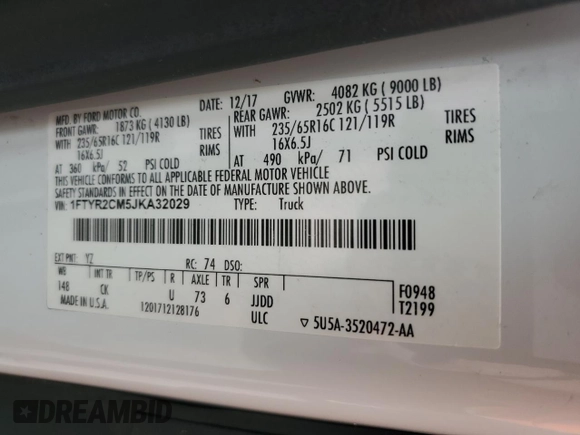 MFD. BY FORD MOTOR CO.
DATE: 12/17 GVWR: 4082 KG ( 9000 LB)
FRONT GAWR: 1873 KG ( 4130 LB) REAR GAWR: 2502 KG ( 5515 LB)
WITH 235/65R16C 121/119R TIRES WITH 235/65R16C 121/119R TIRES
16X6.5J RIMS 16X6.5J RIMS
AT 360 kPa/ 52 PSI COLD AT 490 kPa/ 71 PSI COLD
THIS VEHICLE CONFORMS TO ALL APPLICABLE FEDERAL MOTOR VEHICLE
SAFETY STANDARDS IN EFFECT ON THE DATE OF MANUFACTURE SHOWN ABOVE.
VIN: 1FTYR2CM5JKA32029 TYPE: Truck
EXT PNT: YZ RC: 74 DSO:
WB INT TR TP/PS R AXLE TR SPR F0948
148 CK U 73 6 JJDD T2199
MADE IN U.S.A. 1201712128176 ULC ▽ 5U5A-3520472-AA
DREAMBID